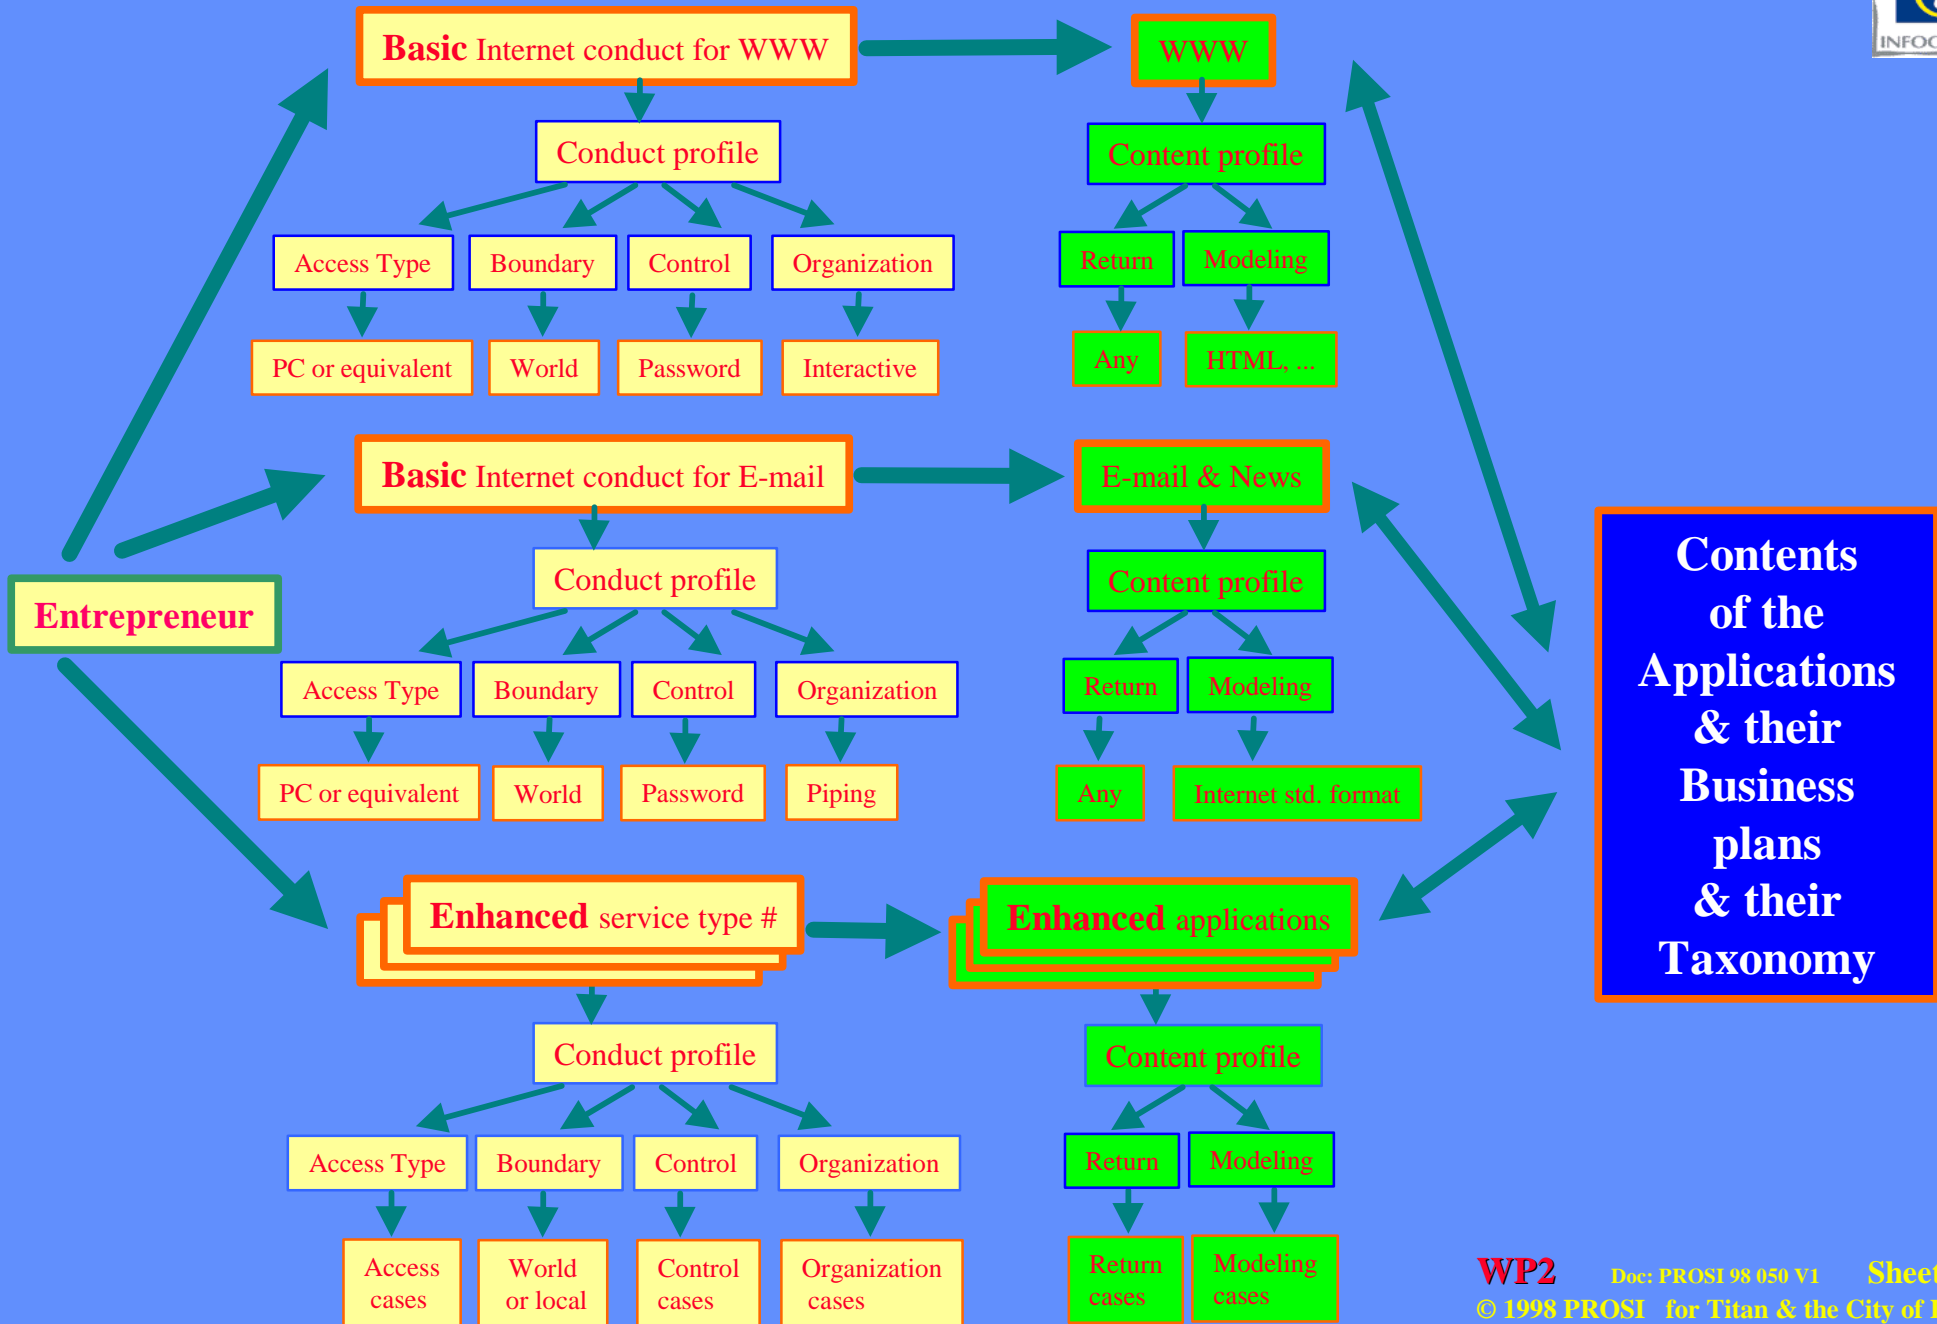 Basic Internet conduct for WWW
WWW
Conduct profile
Content profile
Access Type
Boundary
Control
Organization
Return
Modeling
PC or equivalent
World
Password
Interactive
Any
HTML, ...
Basic Internet conduct for E-mail
E-mail & News
Conduct profile
Content profile
Entrepreneur
Access Type
Boundary
Control
Organization
Return
Modeling
PC or equivalent
World
Password
Piping
Any
Internet std. format
Contents
of the
Applications
& their
Business
plans
& their
Taxonomy
Enhanced service type #
Enhanced applications
Conduct profile
Content profile
Access Type
Boundary
Control
Organization
Return
Modeling
Access
cases
World
or local
Control
cases
Organization
cases
Return
cases
Modeling
cases
WP2 Doc: PROSI 98 050 V1 Sheet
© 1998 PROSI for Titan & the City of